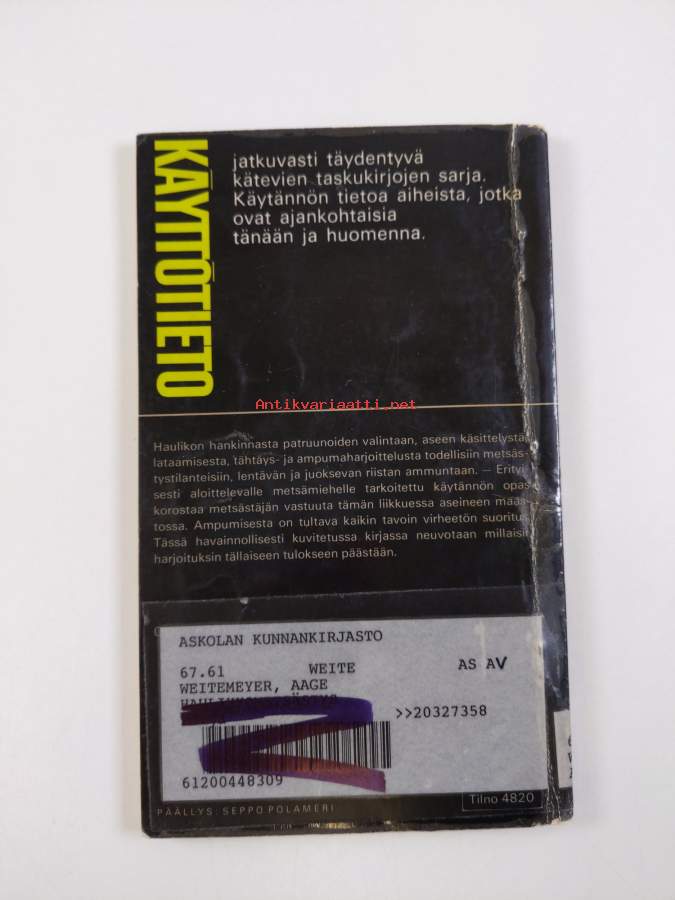 KÄYTTÖTIETO
jatkuvasti täydentyvä
kätevien taskukirjojen sarja.
Käytännön tietoa aiheista, jotka
ovat ajankohtaisia
tänään ja huomenna.
Antikvariaatti.net
Haulikon hankinnasta patruunoiden valintaan, aseen käsittelystä,
lataamisesta, tähtäys- ja ampumaharjoittelusta todellisiin metsäs-
tystilanteisiin, lentävän ja juoksevan riistan ammuntaan. — Erityi-
sesti aloittelevalle metsämiehelle tarkoitettu käytännön opas
korostaa metsästäjän vastuuta tämän liikkuessa aseineen maas-
tossa. Ampumisesta on tultava kaikin tavoin virheetön suoritus.
Tässä havainnollisesti kuvitetussa kirjassa neuvotaan millaisin
harjoituksin tällaiseen tulokseen päästään.
ASKOLAN KUNNANKIRJASTO
67.61 WEITE AS AV
WEITEMEYER, AAGE
>>20327358
61200448309
PÄÄLLYS: SEPPO POLAMERI
Tilno 4820